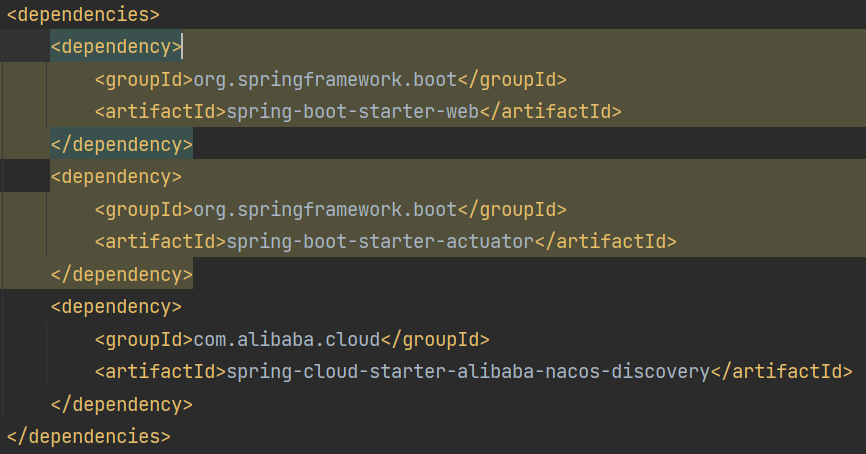 <dependencies>
    <dependency>
        <groupId>org.springframework.boot</groupId>
        <artifactId>spring-boot-starter-web</artifactId>
    </dependency>
    <dependency>
        <groupId>org.springframework.boot</groupId>
        <artifactId>spring-boot-starter-actuator</artifactId>
    </dependency>
    <dependency>
        <groupId>com.alibaba.cloud</groupId>
        <artifactId>spring-cloud-starter-alibaba-nacos-discovery</artifactId>
    </dependency>
</dependencies>